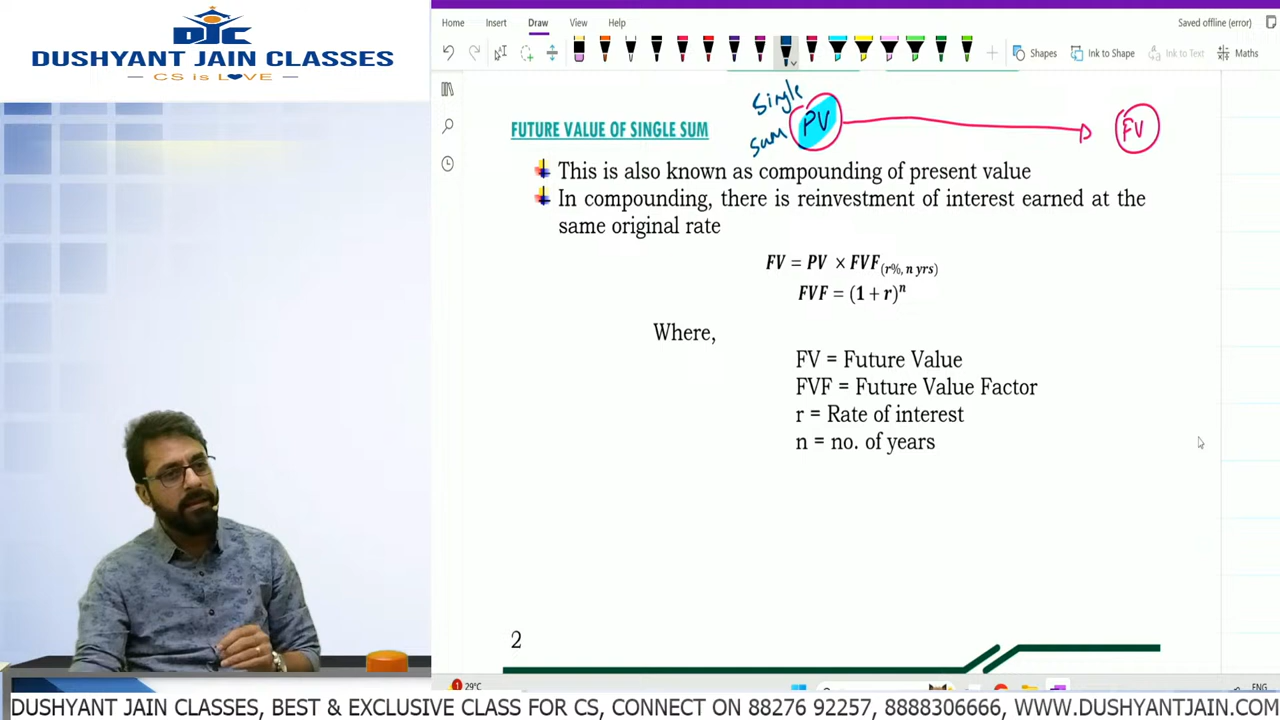 DJC
DUSHYANT JAIN CLASSES
CS is LOVE
Home Insert Draw View Help
Saved offline (error)
Shapes Ink to Shape Ink to Text Maths
Single
Sum PV FV
FUTURE VALUE OF SINGLE SUM
This is also known as compounding of present value
In compounding, there is reinvestment of interest earned at the
same original rate
FV = PV × FVF(r%, n yrs)
FVF = (1 + r)^n
Where,
FV = Future Value
FVF = Future Value Factor
r = Rate of interest
n = no. of years
2
1 29°C
ENG
DUSHYANT JAIN CLASSES, BEST & EXCLUSIVE CLASS FOR CS, CONNECT ON 88276 92257, 8888306666, WWW.DUSHYANTJAIN.COM